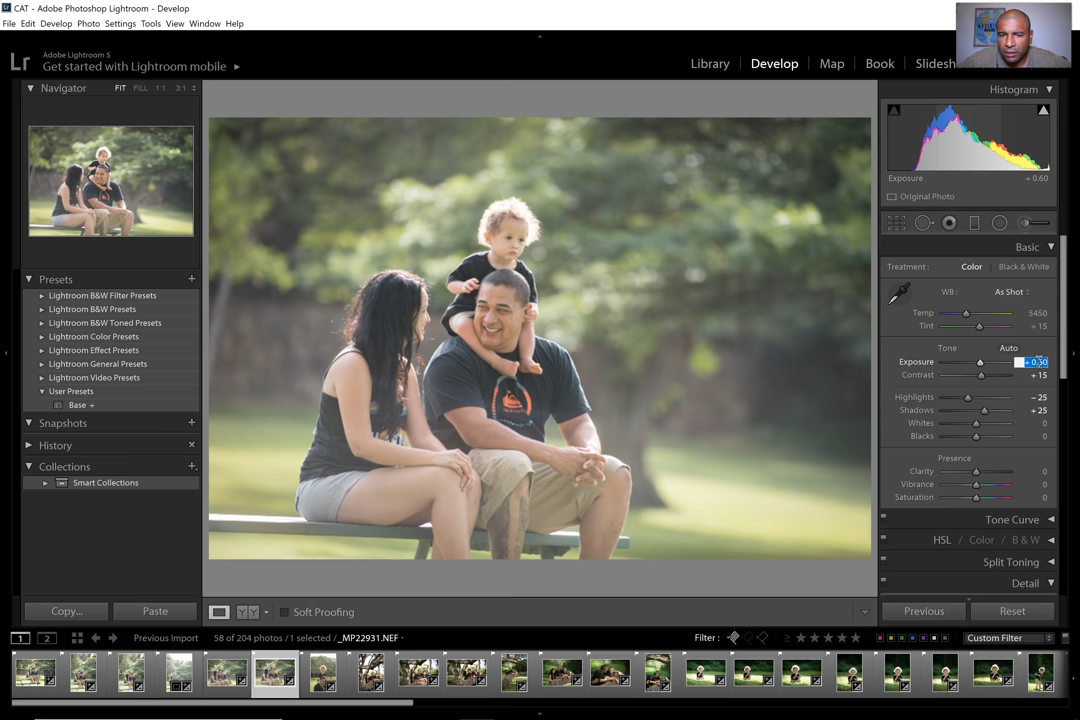 CAT - Adobe Photoshop Lightroom - Develop
File Edit Develop Photo Settings Tools View Window Help
Lr
Adobe Lightroom 5
Get started with Lightroom mobile
Library | Develop | Map | Book | Slidesh
Navigator FIT FILL 1:1 3:1
Presets +
Lightroom B&W Filter Presets
Lightroom B&W Presets
Lightroom B&W Toned Presets
Lightroom Color Presets
Lightroom Effect Presets
Lightroom General Presets
Lightroom Video Presets
User Presets
Base +
Snapshots +
History ×
Collections +
Smart Collections
Copy... Paste
Histogram
Exposure + 0.60
Original Photo
Basic
Treatment : Color | Black & White
WB : As Shot
Temp 5450
Tint + 15
Tone Auto
Exposure + 0.60
Contrast + 15
Highlights – 25
Shadows + 25
Whites 0
Blacks 0
Presence
Clarity 0
Vibrance 0
Saturation 0
Tone Curve
HSL / Color / B & W
Split Toning
Detail
Soft Proofing
Previous Reset
1 2 Previous Import 58 of 204 photos /1 selected /_MP22931.NEF
Filter : ≥ ★★★★★ Custom Filter